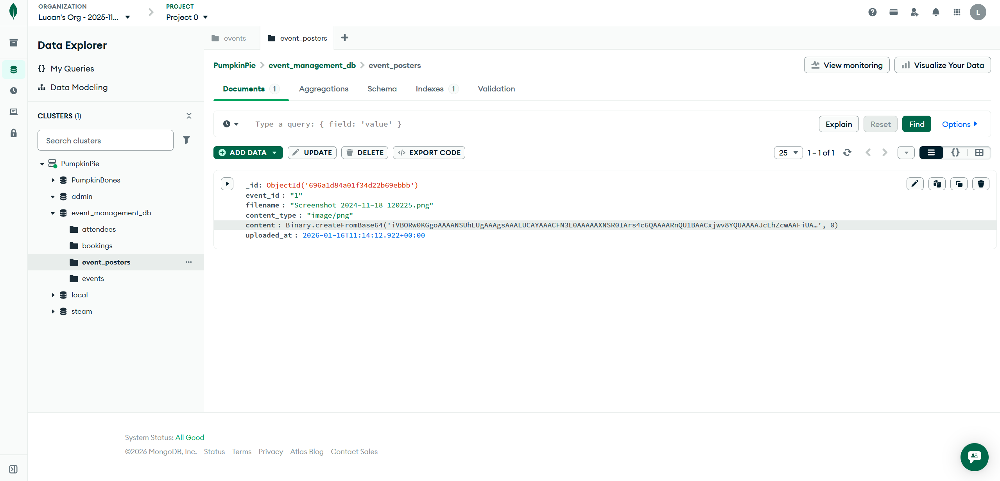 ORGANIZATION
Lucan's Org - 2025-11...
PROJECT
Project 0
L
Data Explorer
My Queries
Data Modeling
CLUSTERS (1)
Search clusters
PumpkinPie
PumpkinBones
admin
event_management_db
attendees
bookings
event_posters
events
local
steam
events
event_posters
PumpkinPie > event_management_db > event_posters
View monitoring
Visualize Your Data
Documents 1
Aggregations
Schema
Indexes 1
Validation
Type a query: { field: 'value' }
Explain
Reset
Find
Options
ADD DATA
UPDATE
DELETE
EXPORT CODE
25
1 – 1 of 1
_id: ObjectId('696a1d84a01f34d22b69ebbb')
event_id : "1"
filename : "Screenshot 2024-11-18 120225.png"
content_type : "image/png"
content : Binary.createFromBase64('iVBORw0KGgoAAAANSUhEUgAAAgsAAALUCAYAAACFN3E0AAAAAXNSR0IArs4c6QAAAARnQU1BAACxjwv8YQUAAAAJcEhZcwAAFiUA…', 0)
uploaded_at : 2026-01-16T11:14:12.922+00:00
System Status: All Good
©2026 MongoDB, Inc. Status Terms Privacy Atlas Blog Contact Sales